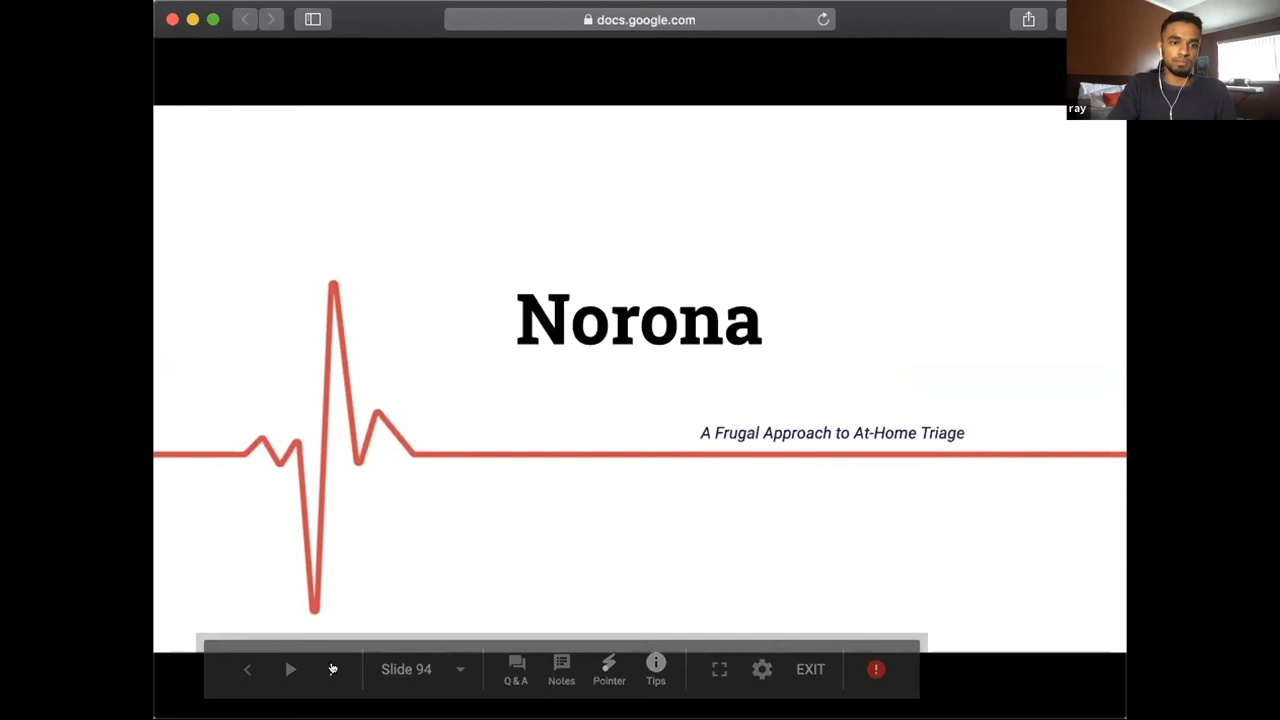 docs.google.com
ray
Norona
A Frugal Approach to At-Home Triage
Slide 94
Q&A
Notes
Pointer
Tips
EXIT